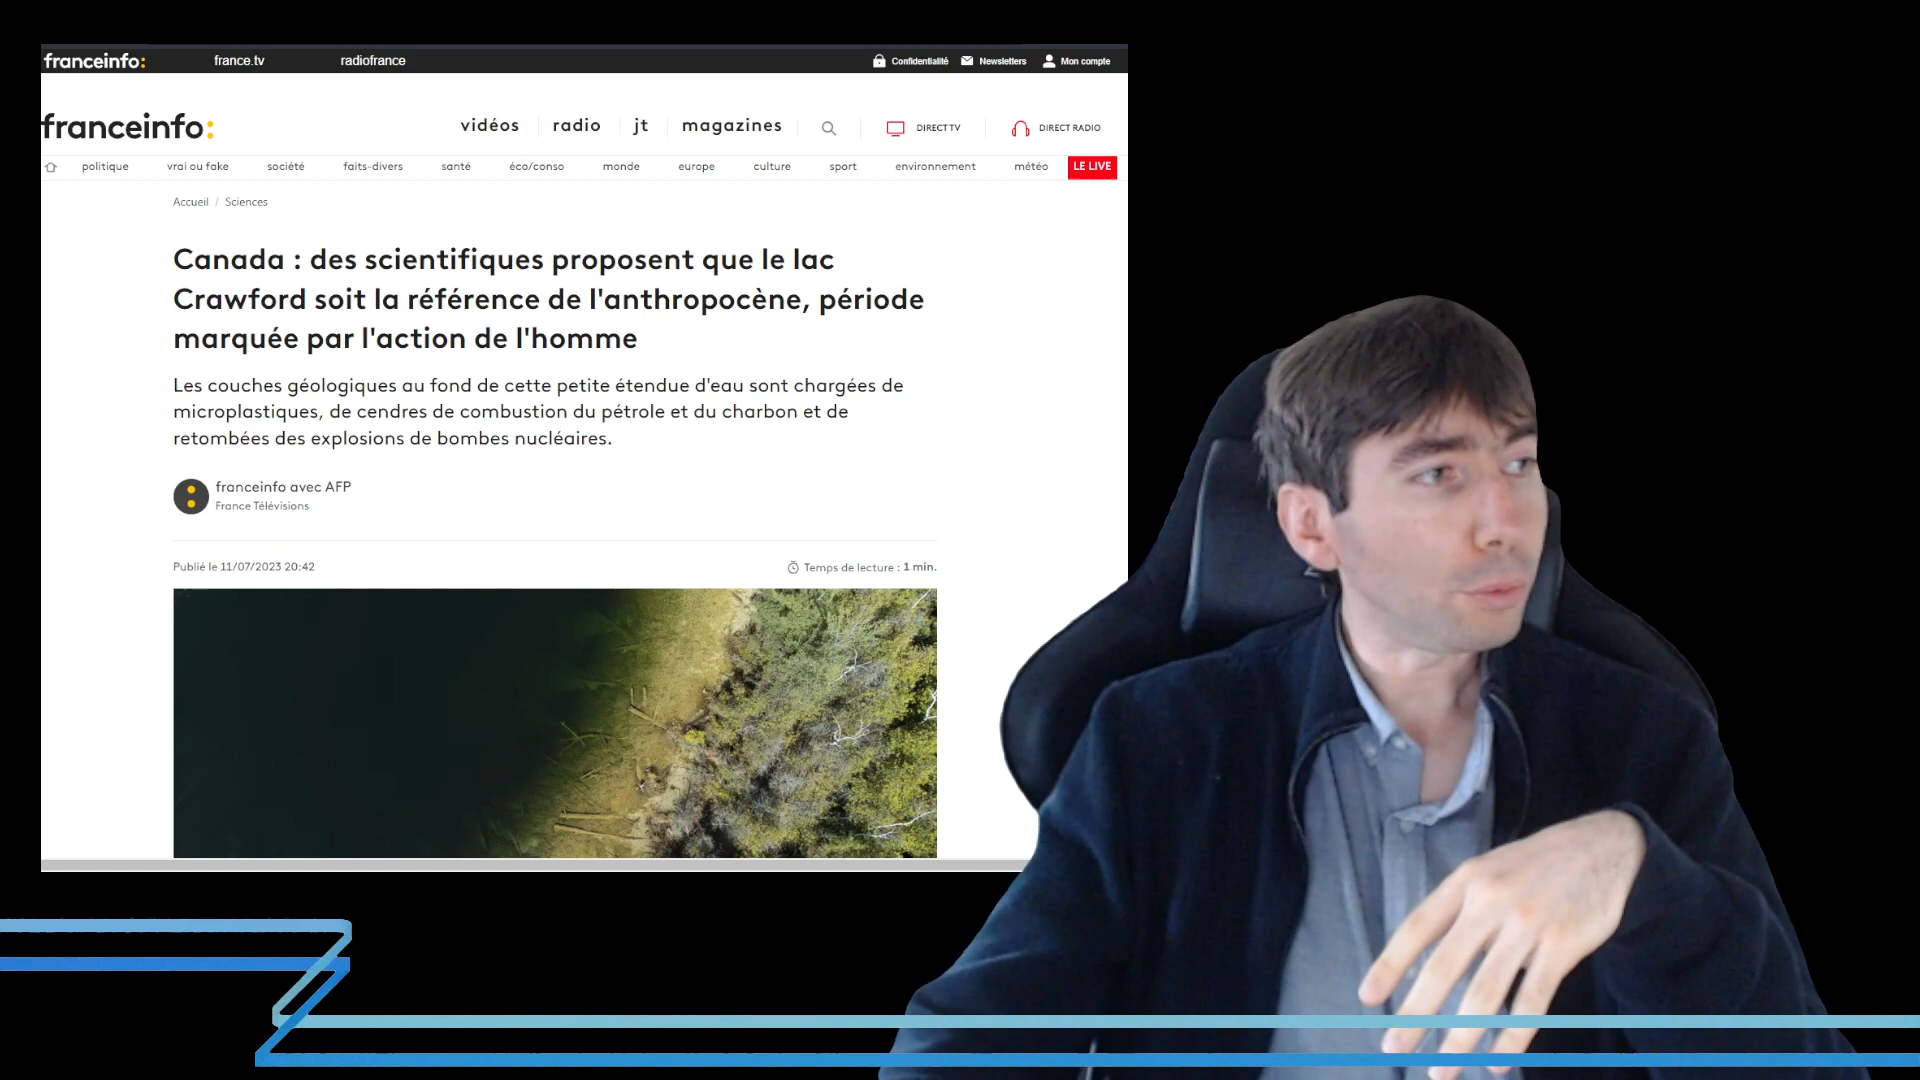 franceinfo: france.tv radiofrance Confidentialité Newsletters Mon compte
franceinfo: vidéos radio jt magazines DIRECT TV DIRECT RADIO
politique vrai ou fake société faits-divers santé éco/conso monde europe culture sport environnement météo LE LIVE
Accueil / Sciences
Canada : des scientifiques proposent que le lac
Crawford soit la référence de l'anthropocène, période
marquée par l'action de l'homme
Les couches géologiques au fond de cette petite étendue d'eau sont chargées de
microplastiques, de cendres de combustion du pétrole et du charbon et de
retombées des explosions de bombes nucléaires.
franceinfo avec AFP
France Télévisions
Publié le 11/07/2023 20:42 Temps de lecture : 1 min.